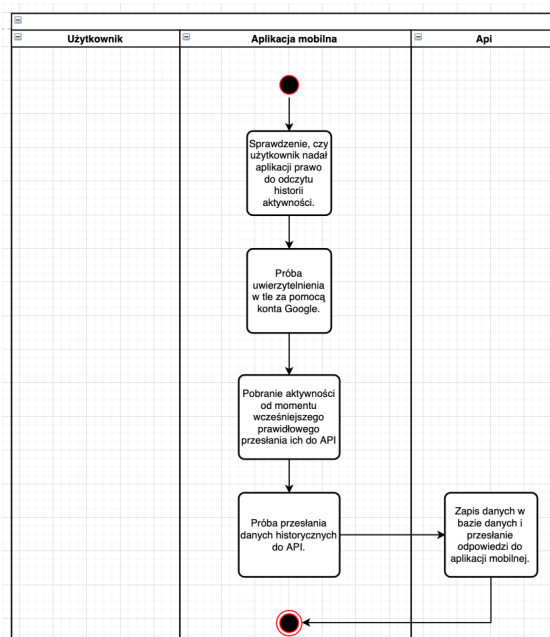 Użytkownik
Aplikacja mobilna
Api
Sprawdzenie, czy
użytkownik nadał
aplikacji prawo
do odczytu
historii
aktywności.
Próba
uwierzytelnienia
w tle za pomocą
konta Google.
Pobranie aktywności
od momentu
wcześniejszego
prawidłowego
przesłania ich do API
Próba przesłania
danych historycznych
do API.
Zapis danych w
bazie danych i
przesłanie
odpowiedzi do
aplikacji mobilnej.